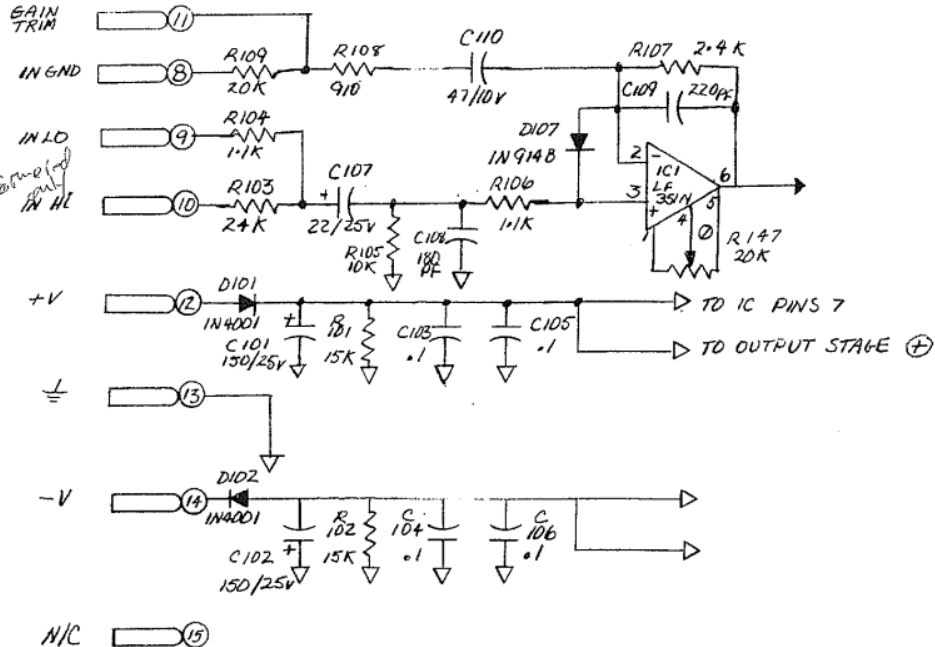 GAIN
TRIM
11
IN GND
8
R109
20K
R108
910
C110
47/10V
R107
2.4K
C109
220PF
IN LO
9
R104
1.1K
D107
IN914B
IN HI
10
R103
24K
C107
+
22/25V
R105
10K
C108
180
PF
R106
1.1K
2
-
3
+
IC1
LF
351N
6
5
4
1
Ø
R147
20K
+V
12
D101
IN4001
+
C101
150/25V
R
101
15K
C103
.1
C105
.1
TO IC PINS 7
TO OUTPUT STAGE +
13
-V
14
D102
IN4001
C102
+
150/25V
R
102
15K
C
104
.1
C
106
.1
N/C
15